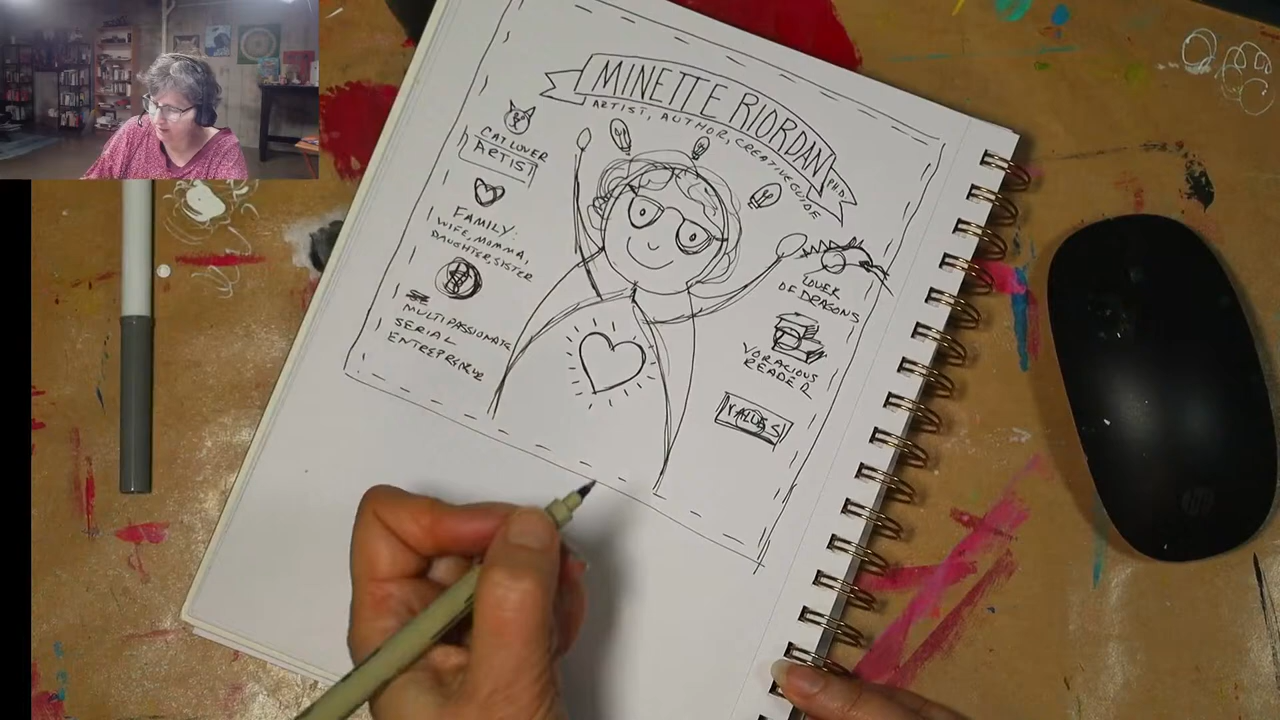 MINETTE RIORDAN
PH.D.
ARTIST, AUTHOR, CREATIVE GUIDE
CAT LOVER
ARTIST
FAMILY:
WIFE, MOMMA,
DAUGHTER, SISTER
MULTIPASSIONATE
SERIAL
ENTREPRENEUR
LOVER
OF DRAGONS
VORACIOUS
READER
VALUES